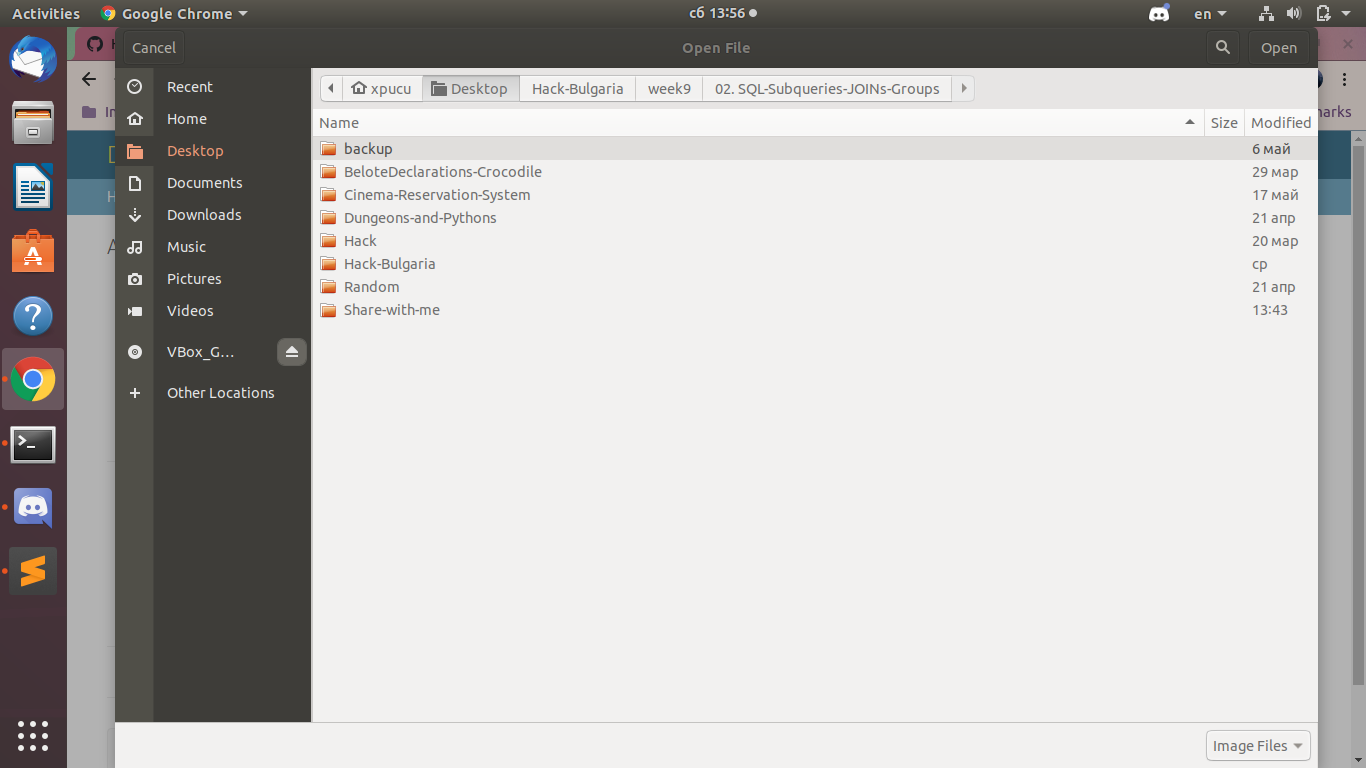 Activities Google Chrome сб 13:56 en
Cancel Open File Open
xpucu Desktop Hack-Bulgaria week9 02. SQL-Subqueries-JOINs-Groups
Name Size Modified
Recent
Home
Desktop
Documents
Downloads
Music
Pictures
Videos
VBox_G...
Other Locations
backup 6 май
BeloteDeclarations-Crocodile 29 мар
Cinema-Reservation-System 17 май
Dungeons-and-Pythons 21 апр
Hack 20 мар
Hack-Bulgaria ср
Random 21 апр
Share-with-me 13:43
Image Files